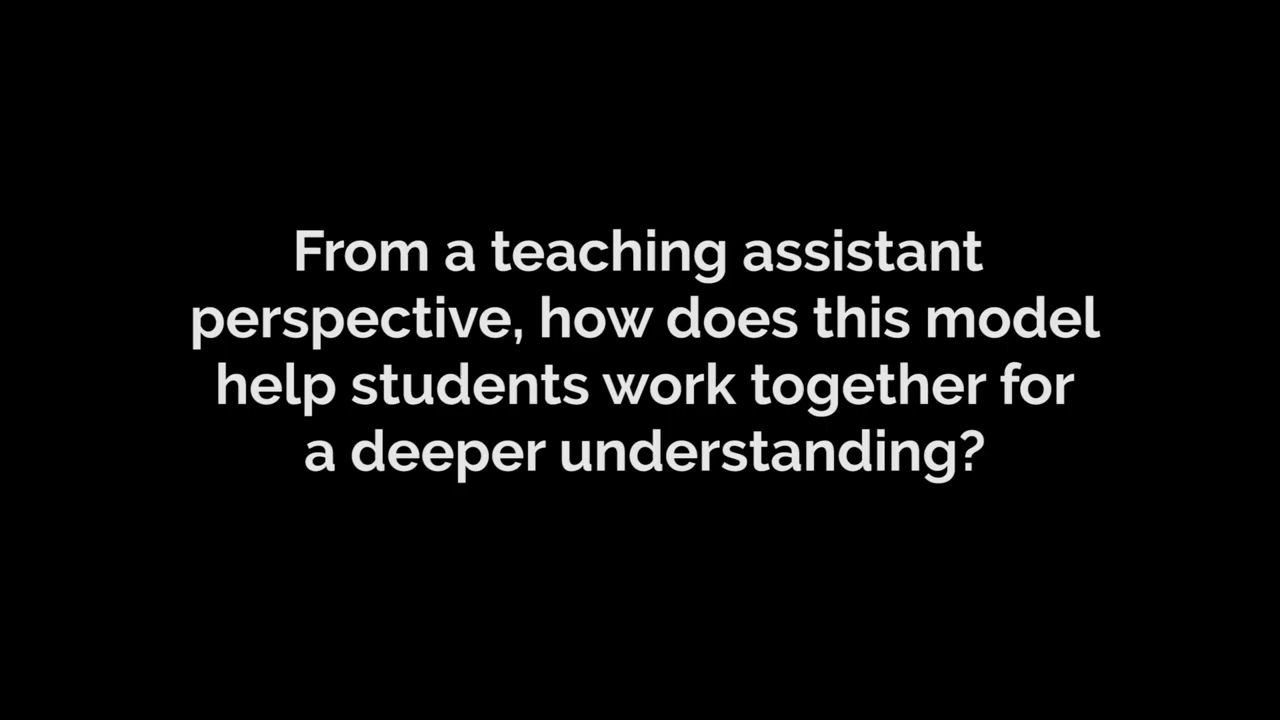 From a teaching assistant
perspective, how does this model
help students work together for
a deeper understanding?